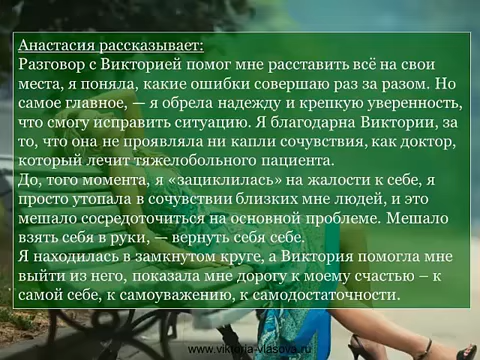 Анастасия рассказывает:
Разговор с Викторией помог мне расставить всё на свои
места, я поняла, какие ошибки совершаю раз за разом. Но
самое главное, — я обрела надежду и крепкую уверенность,
что смогу исправить ситуацию. Я благодарна Виктории, за
то, что она не проявляла ни капли сочувствия, как доктор,
который лечит тяжелобольного пациента.
До, того момента, я «зациклилась» на жалости к себе, я
просто утопала в сочувствии близких мне людей, и это
мешало сосредоточиться на основной проблеме. Мешало
взять себя в руки, — вернуть себя себе.
Я находилась в замкнутом круге, а Виктория помогла мне
выйти из него, показала мне дорогу к моему счастью – к
самой себе, к самоуважению, к самодостаточности.
www.viktoria-vlasova.ru